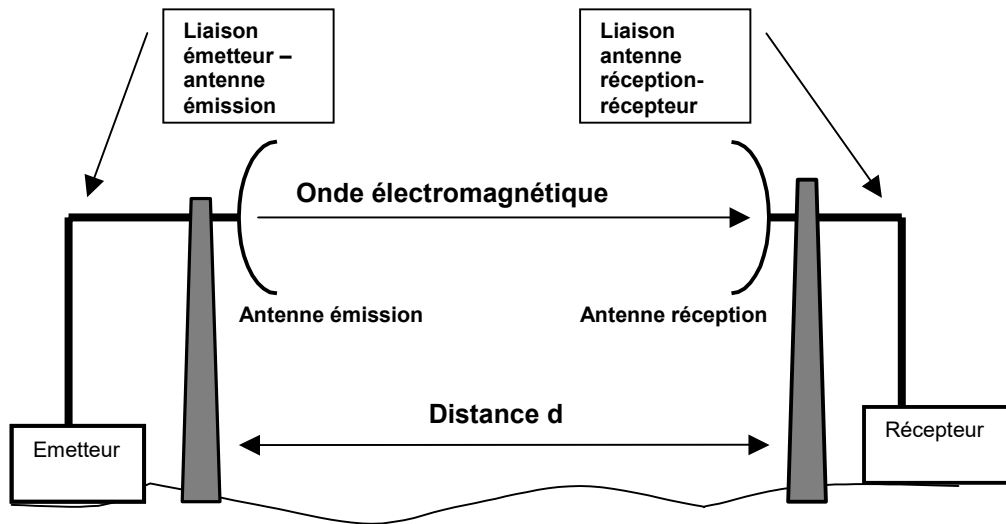 Liaison
émetteur –
antenne
émission
Liaison
antenne
réception-
récepteur
Onde électromagnétique
Antenne émission
Antenne réception
Distance d
Emetteur
Récepteur